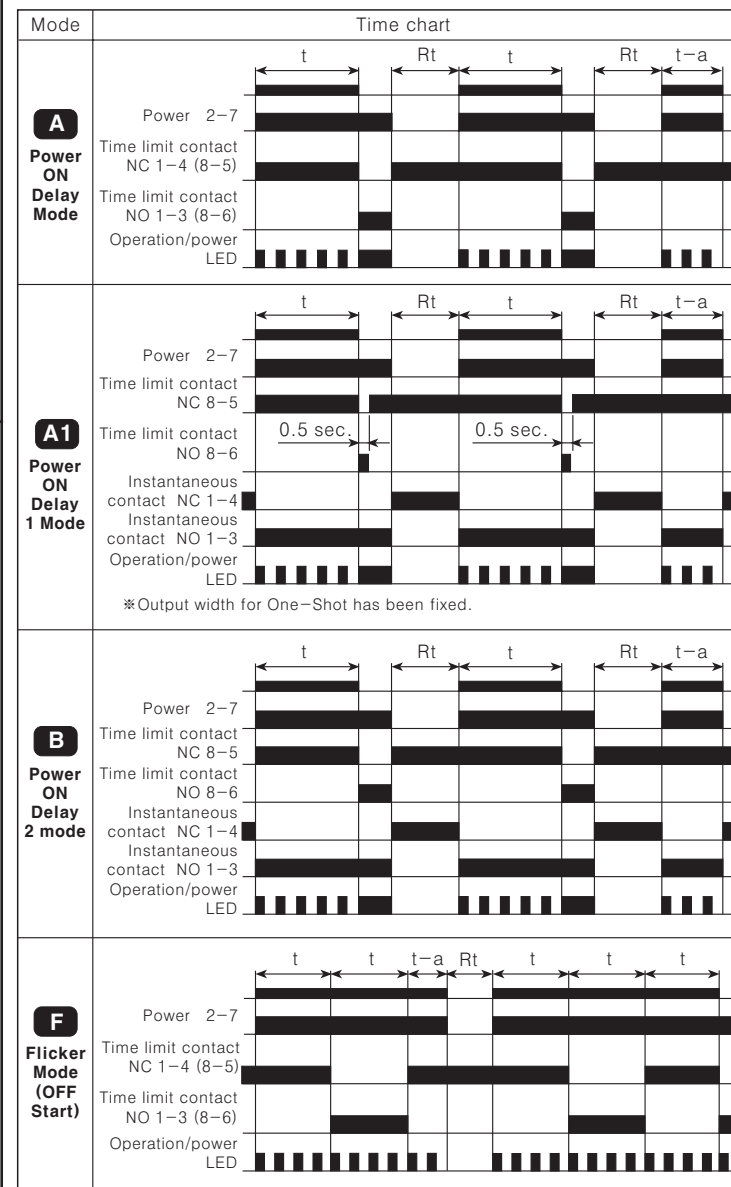 Mode Time chart
t Rt t Rt t-a
A
Power ON Delay Mode
Power 2-7
Time limit contact
NC 1-4 (8-5)
Time limit contact
NO 1-3 (8-6)
Operation/power
LED
t Rt t Rt t-a
A1
Power ON Delay 1 Mode
Power 2-7
Time limit contact
NC 8-5
Time limit contact
NO 8-6
0.5 sec. 0.5 sec.
Instantaneous
contact NC 1-4
Instantaneous
contact NO 1-3
Operation/power
LED
※Output width for One-Shot has been fixed.
t Rt t Rt t-a
B
Power ON Delay 2 mode
Power 2-7
Time limit contact
NC 8-5
Time limit contact
NO 8-6
Instantaneous
contact NC 1-4
Instantaneous
contact NO 1-3
Operation/power
LED
t t t-a Rt t t t
F
Flicker Mode (OFF Start)
Power 2-7
Time limit contact
NC 1-4 (8-5)
Time limit contact
NO 1-3 (8-6)
Operation/power
LED